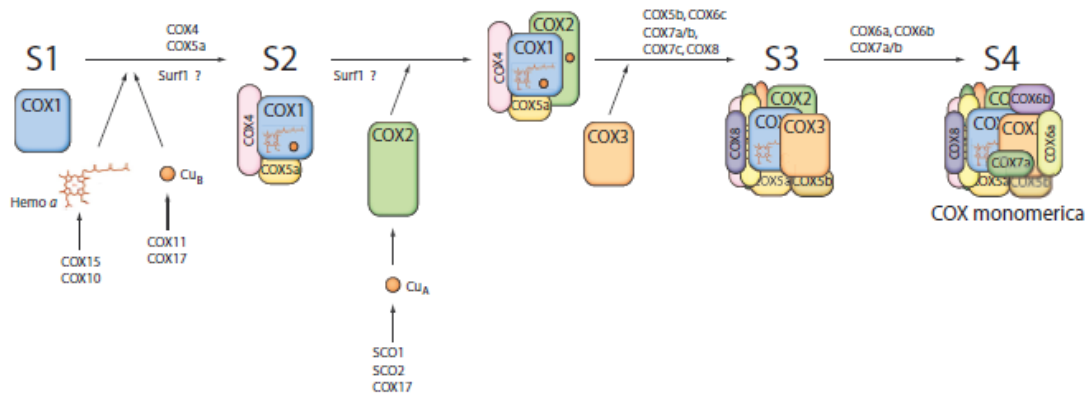 S1
COX1
Hemo a
COX15
COX10
CuB
COX11
COX17
COX4
COX5a
Surf1 ?
S2
COX4
COX1
COX5a
Surf1 ?
COX2
CuA
SCO1
SCO2
COX17
COX4
COX2
COX1
COX5a
COX3
COX5b, COX6c
COX7a/b,
COX7c, COX8
S3
COX2
COX8
COX3
COX5a
COX5b
COX6a, COX6b
COX7a/b
S4
COX6b
COX8
COX6a
COX7a
COX5a
COX monomerica